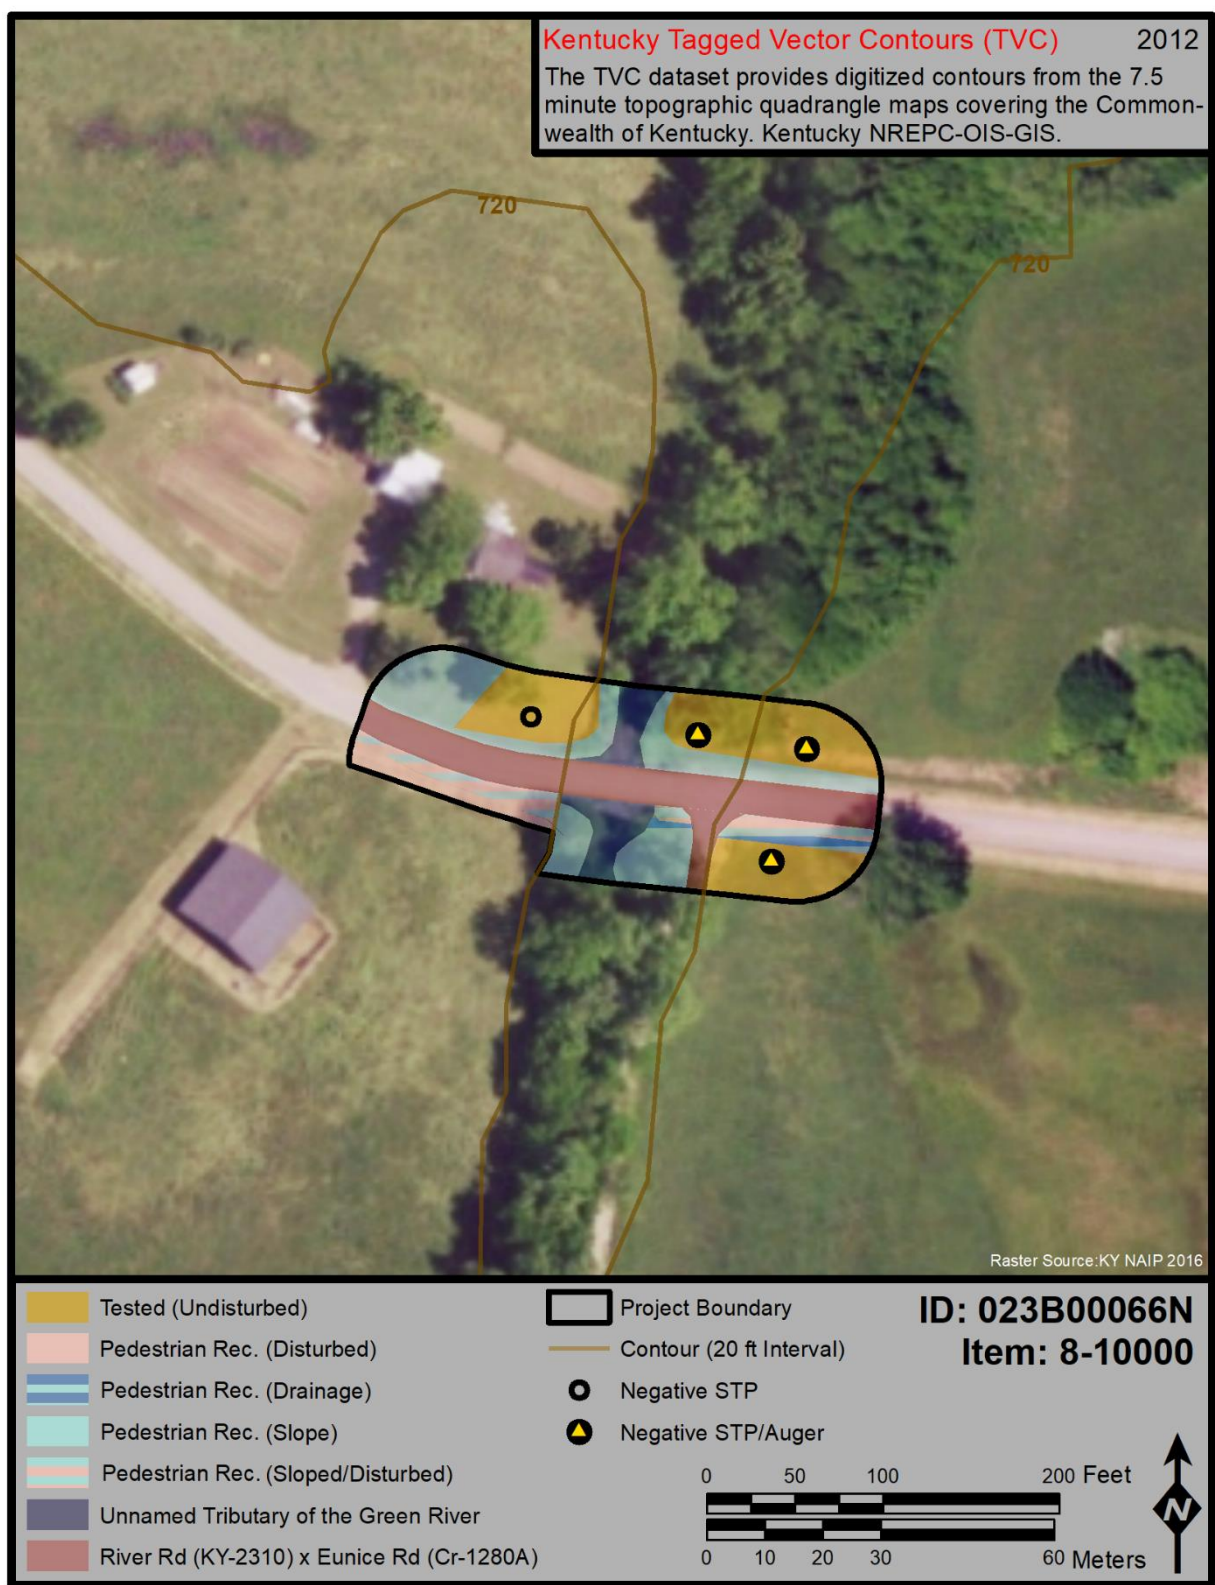 Kentucky Tagged Vector Contours (TVC) 2012
The TVC dataset provides digitized contours from the 7.5
minute topographic quadrangle maps covering the Common-
wealth of Kentucky. Kentucky NREPC-OIS-GIS.
720
720
Raster Source:KY NAIP 2016
Tested (Undisturbed)
Pedestrian Rec. (Disturbed)
Pedestrian Rec. (Drainage)
Pedestrian Rec. (Slope)
Pedestrian Rec. (Sloped/Disturbed)
Unnamed Tributary of the Green River
River Rd (KY-2310) x Eunice Rd (Cr-1280A)
Project Boundary
Contour (20 ft Interval)
Negative STP
Negative STP/Auger
ID: 023B00066N
Item: 8-10000
0 50 100 200 Feet
0 10 20 30 60 Meters
N